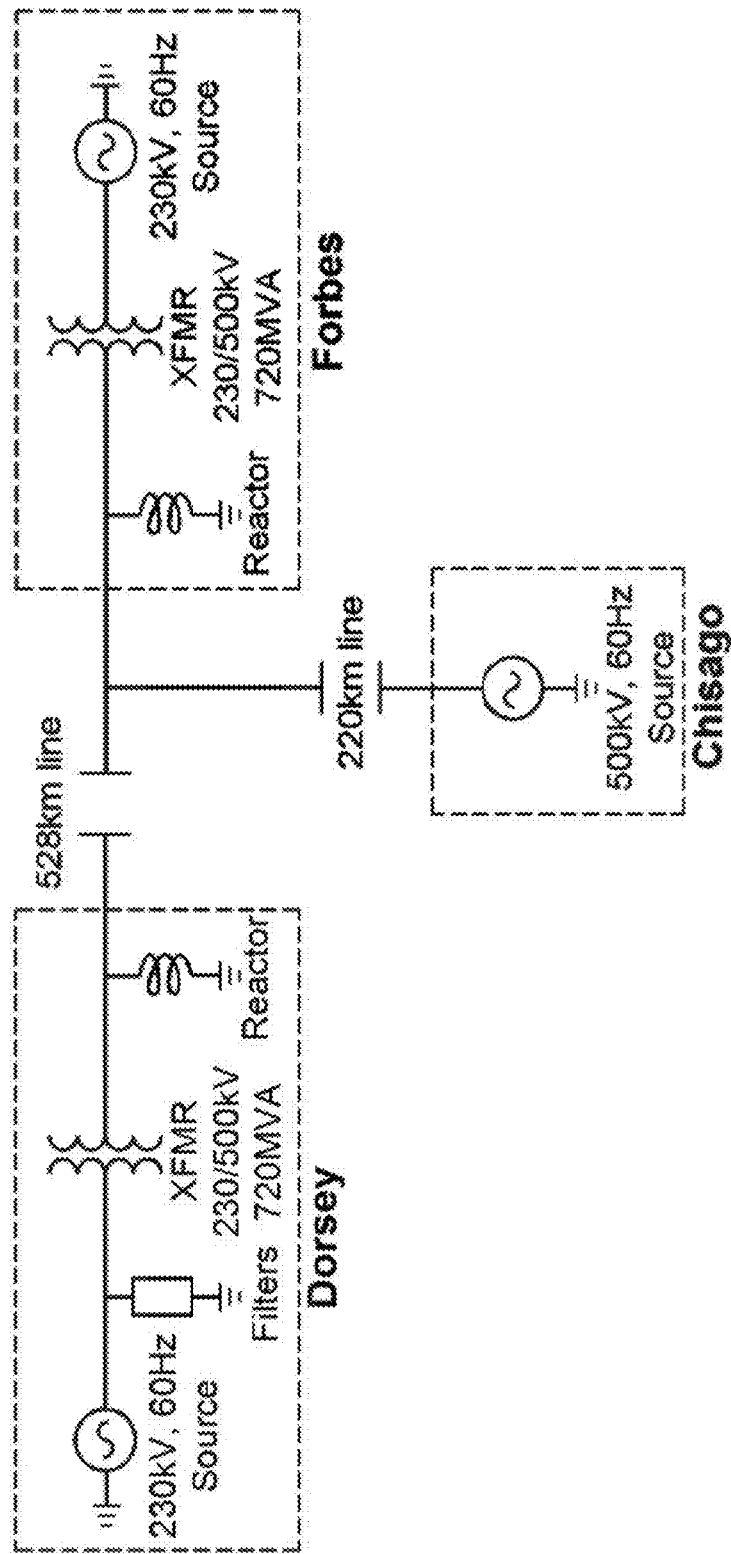 230kV, 60Hz
Source
Filters
XFMR
230/500kV
720MVA
Reactor
Dorsey
528km line
220km line
500kV, 60Hz
Source
Chisago
Reactor
XFMR
230/500kV
720MVA
230kV, 60Hz
Source
Forbes